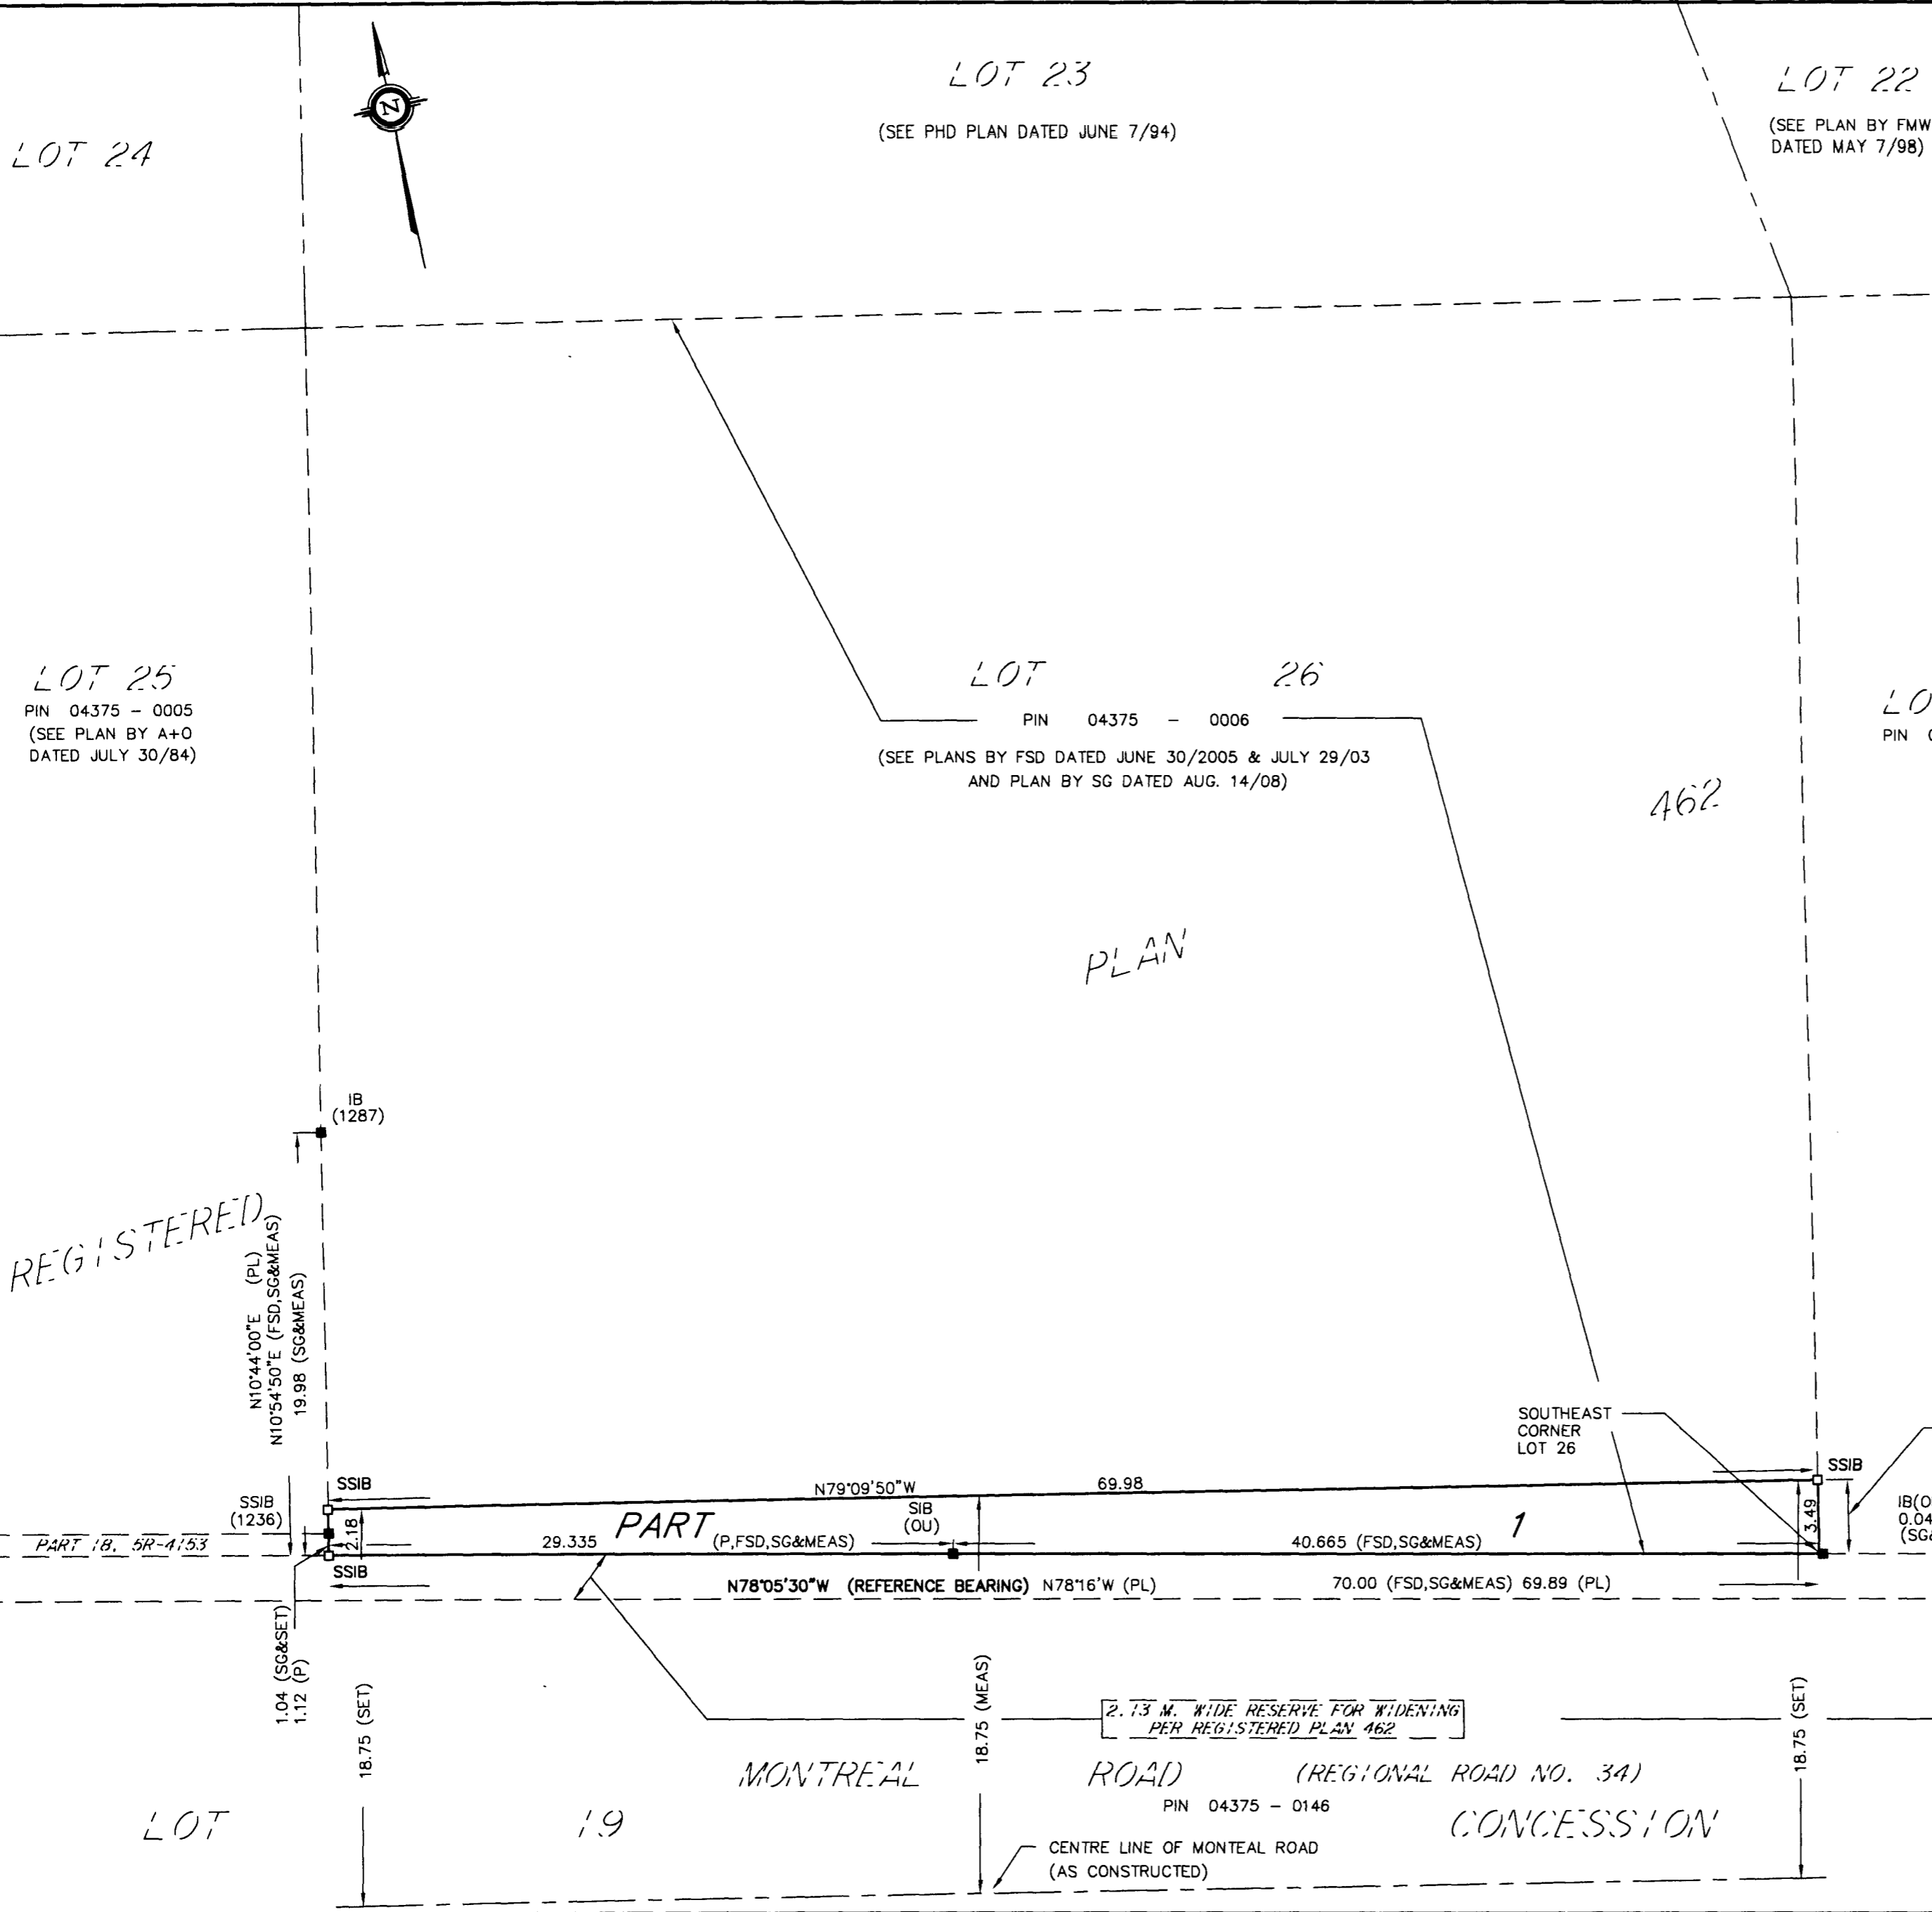 LOT 23
(SEE PHD PLAN DATED JUNE 7/94)
LOT 22
(SEE PLAN BY FMW
DATED MAY 7/98)
LOT 24
N
LOT 25
PIN 04375 - 0005
(SEE PLAN BY A+O
DATED JULY 30/84)
LOT 26
PIN 04375 - 0006
(SEE PLANS BY FSD DATED JUNE 30/2005 & JULY 29/03
AND PLAN BY SG DATED AUG. 14/08)
LO
PIN
462
PLAN
IB
(1287)
REGISTERED
N10°44'00"E (PL)
N10°54'50"E (FSD,SG&MEAS)
19.98 (SG&MEAS)
SOUTHEAST
CORNER
LOT 26
SSIB
N79°09'50"W 69.98
SSIB
SSIB
(1236)
SIB
(OU)
2.18
PART 1
3.49
IB(O
0.04
(SG&
PART 18, 5R-4153
29.335 (P,FSD,SG&MEAS)
40.665 (FSD,SG&MEAS)
SSIB
N78°05'30"W (REFERENCE BEARING) N78°16'W (PL)
70.00 (FSD,SG&MEAS) 69.89 (PL)
1.04 (SG&SET)
1.12 (P)
18.75 (SET)
18.75 (MEAS)
18.75 (SET)
2.13 M. WIDE RESERVE FOR WIDENING
PER REGISTERED PLAN 462
MONTREAL ROAD (REGIONAL ROAD NO. 34)
PIN 04375 - 0146
LOT 19 CONCESSION
CENTRE LINE OF MONTEAL ROAD
(AS CONSTRUCTED)